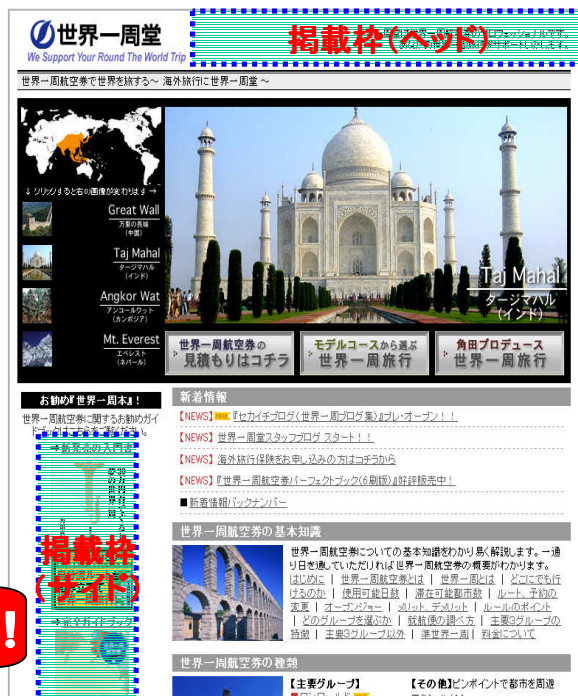 世界一周堂
We Support Your Round The World Trip
掲載枠(ヘッド)
世界一周航空券で世界を旅する～ 海外旅行に世界一周堂 ～
↓ クリックすると右の画像が変わります →
Great Wall
万里の長城
(中国)
Taj Mahal
タージマハル
(インド)
Angkor Wat
アンコールワット
(カンボジア)
Mt. Everest
エベレスト
(ネパール)
Taj Mahal
タージマハル
(インド)
世界一周航空券の
見積もりはコチラ
モデルコースから選ぶ
世界一周旅行
角田プロデュース
世界一周旅行
お勧め『世界一周本』!
世界一周航空券に関するお勧めガイ
掲載枠
(サイド)
!
新着情報
【NEWS】 『セカイチブログ(世界一周ブログ集)』プレ・オープン！！
【NEWS】 世界一周堂スタッフブログ スタート！！
【NEWS】 海外旅行保険をお申し込みの方はコチラから
【NEWS】 『世界一周航空券パーフェクトブック(6刷版)』好評販売中！
■新着情報バックナンバー
世界一周航空券の基本知識
世界一周航空券についての基本知識をわかり易く解説します。一通
り目を通していただければ世界一周航空券の概要がわかります。
はじめに | 世界一周航空券とは | 世界一周とは | どこにでも行
けるのか | 使用可能日数 | 滞在可能都市数 | ルート、予約の
変更 | オープンジョー | メリット、デメリット | ルールのポイント
| どのグループを選ぶか | 就航便の調べ方 | 主要3グループの
特徴 | 主要3グループ以外 | 準世界一周 | 料金について
世界一周航空券の種類
【主要グループ】
【その他】ピンポイントで都市を周遊